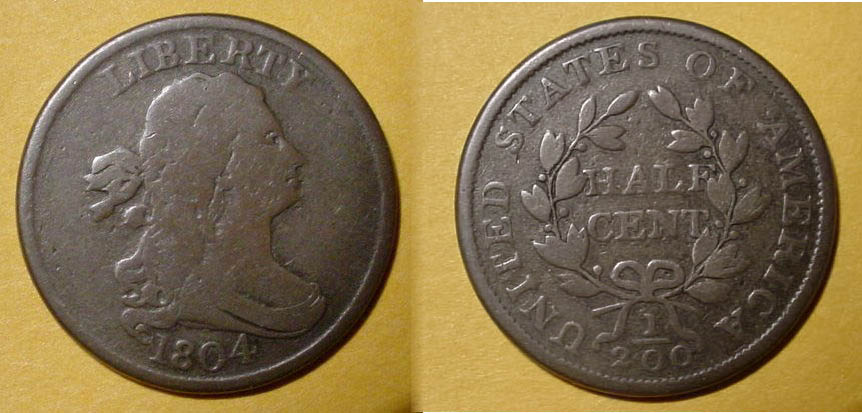 LIBERTY
1804
UNITED STATES OF AMERICA
HALF
CENT
1
200